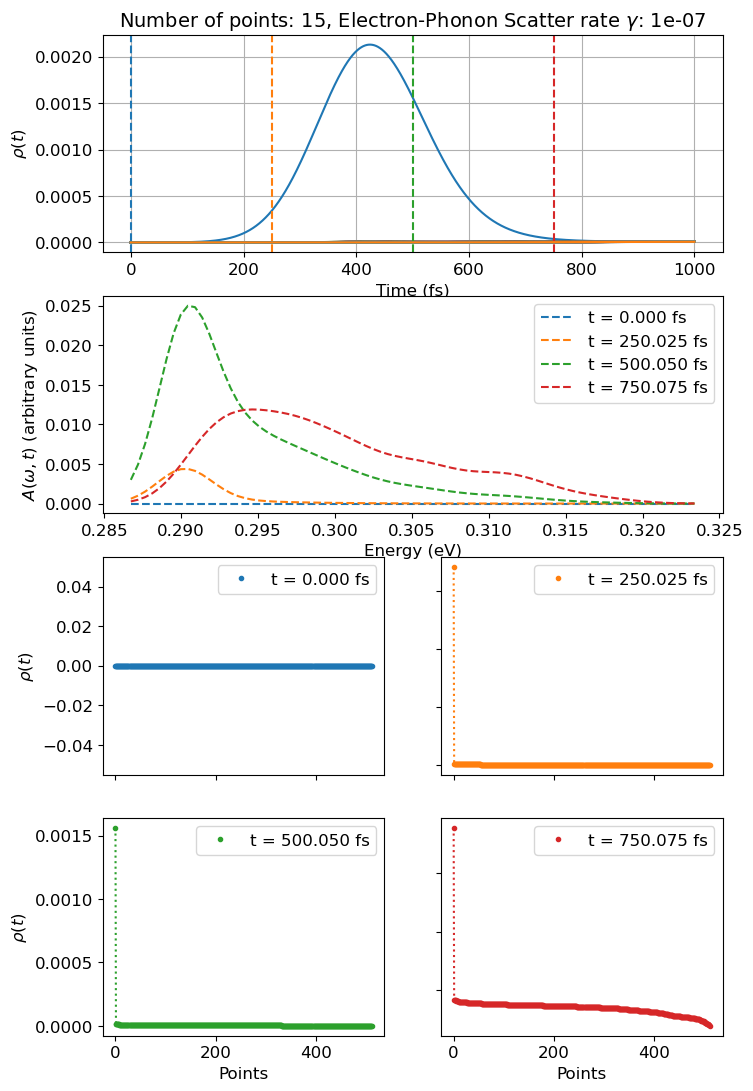 Number of points: 15, Electron-Phonon Scatter rate γ: 1e-07
ρ(t)
0.0020
0.0015
0.0010
0.0005
0.0000
0 200 400 600 800 1000
Time (fs)
A(ω, t) (arbitrary units)
0.025
0.020
0.015
0.010
0.005
0.000
t = 0.000 fs
t = 250.025 fs
t = 500.050 fs
t = 750.075 fs
0.285 0.290 0.295 0.300 0.305 0.310 0.315 0.320 0.325
Energy (eV)
ρ(t)
0.04
0.02
0.00
−0.02
−0.04
t = 0.000 fs
t = 250.025 fs
ρ(t)
0.0015
0.0010
0.0005
0.0000
t = 500.050 fs
0 200 400
Points
t = 750.075 fs
0 200 400
Points